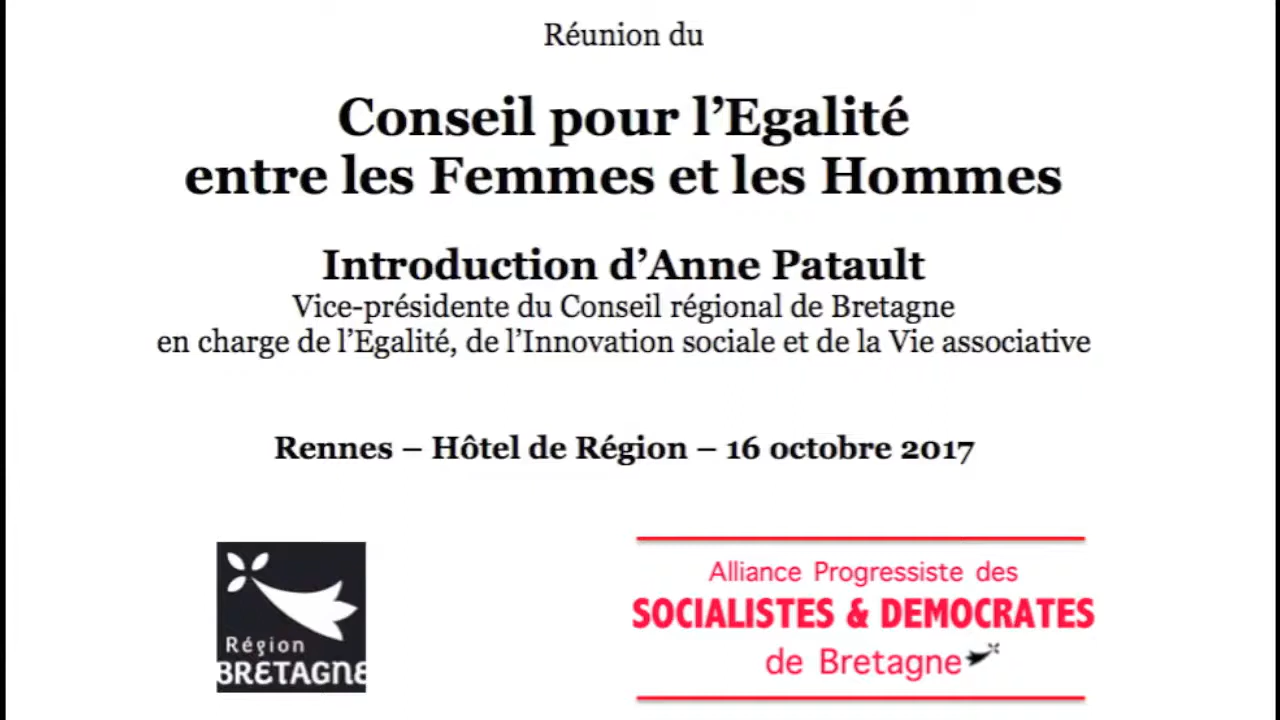 Réunion du
Conseil pour l’Egalité
entre les Femmes et les Hommes
Introduction d’Anne Patault
Vice-présidente du Conseil régional de Bretagne
en charge de l’Egalité, de l’Innovation sociale et de la Vie associative
Rennes – Hôtel de Région – 16 octobre 2017
Région
BRETAGNE
Alliance Progressiste des
SOCIALISTES & DEMOCRATES
de Bretagne